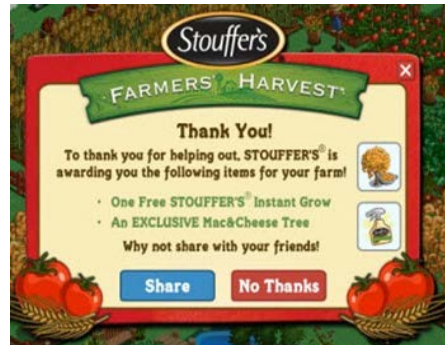 Stouffer's
FARMERS' HARVEST™
X
Thank You!
To thank you for helping out, STOUFFER'S® is
awarding you the following items for your farm!
· One Free STOUFFER'S® Instant Grow
· An EXCLUSIVE Mac&Cheese Tree
Why not share with your friends!
Share No Thanks